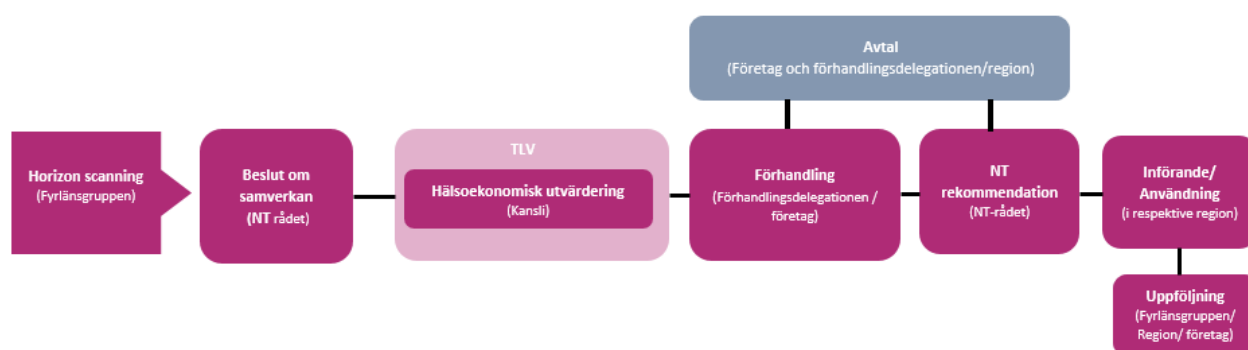 Avtal
(Företag och förhandlingsdelegationen/region)
Horizon scanning
(Fyrlänsgruppen)
Beslut om
samverkan
(NT rådet)
TLV
Hälsoekonomisk utvärdering
(Kansli)
Förhandling
(Förhandlingsdelegationen /
företag)
NT
rekommendation
(NT-rådet)
Införande/
Användning
(i respektive region)
Uppföljning
(Fyrlänsgruppen/
Region/ företag)